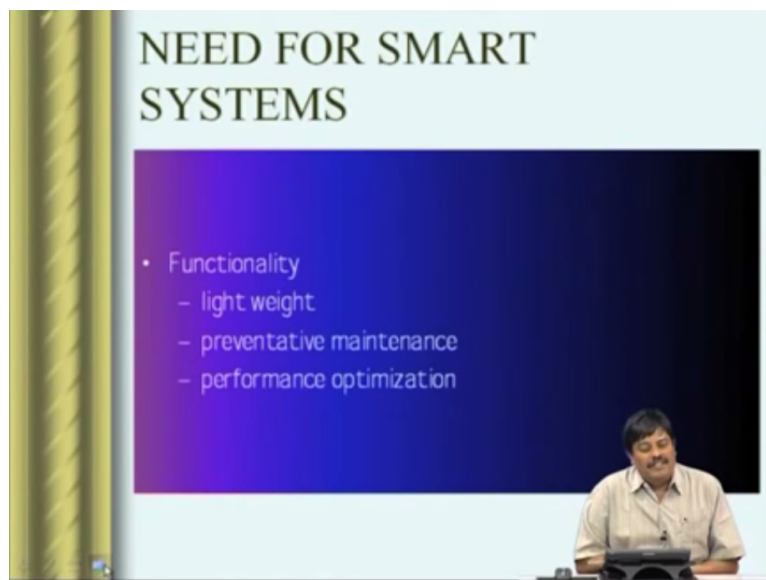 NEED FOR SMART
SYSTEMS
• Functionality
– light weight
– preventative maintenance
– performance optimization